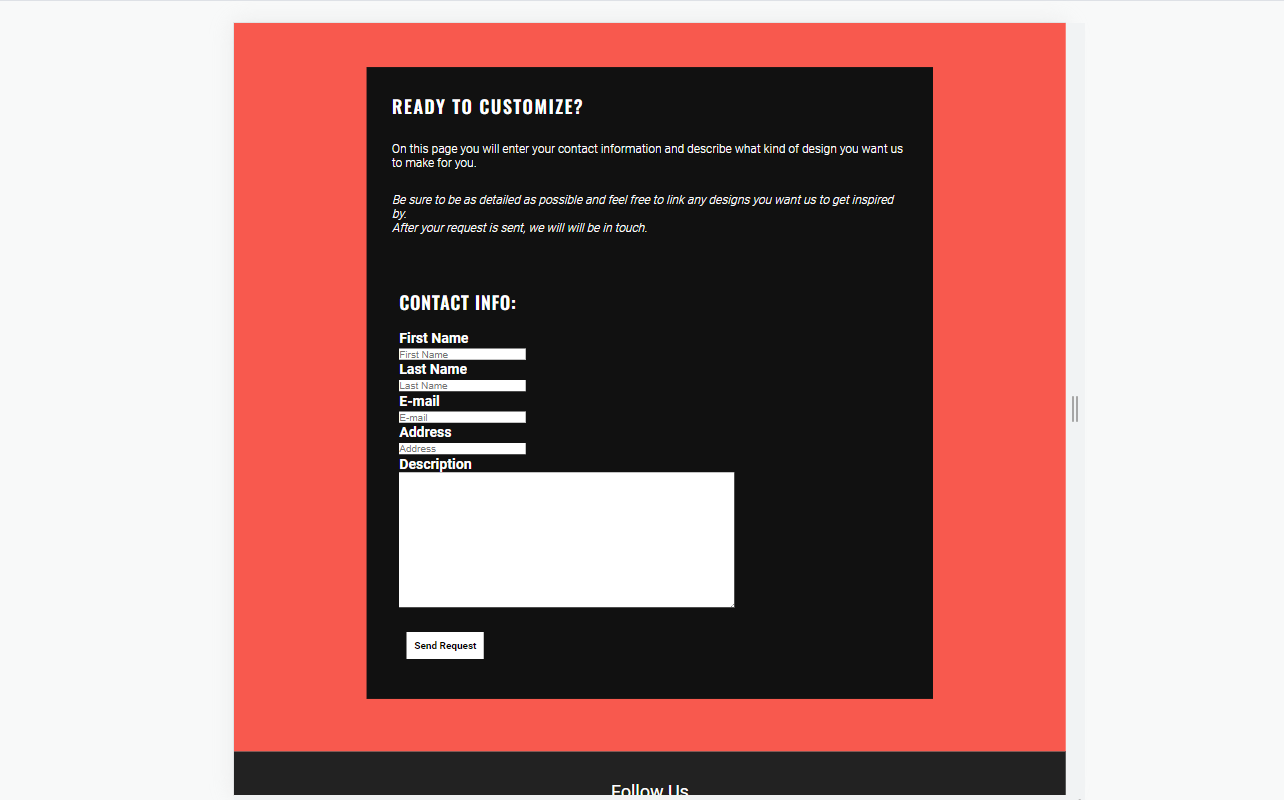 READY TO CUSTOMIZE?
On this page you will enter your contact information and describe what kind of design you want us
to make for you.
Be sure to be as detailed as possible and feel free to link any designs you want us to get inspired
by.
After your request is sent, we will will be in touch.
CONTACT INFO:
First Name
First Name
Last Name
Last Name
E-mail
E-mail
Address
Address
Description
Send Request
Follow Us